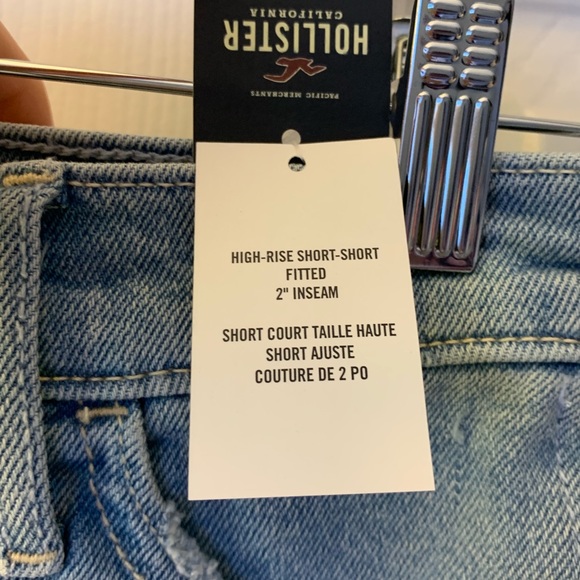 HOLLISTER
CALIFORNIA
PACIFIC MERCHANTS
HIGH-RISE SHORT-SHORT
FITTED
2" INSEAM
SHORT COURT TAILLE HAUTE
SHORT AJUSTE
COUTURE DE 2 PO